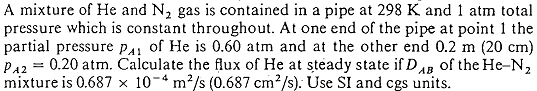 A mixture of He and N₂ gas is contained in a pipe at 298 K and 1 atm total
pressure which is constant throughout. At one end of the pipe at point 1 the
partial pressure p_A1 of He is 0.60 atm and at the other end 0.2 m (20 cm)
p_A2 = 0.20 atm. Calculate the flux of He at steady state if D_AB of the He–N₂
mixture is 0.687 × 10⁻⁴ m²/s (0.687 cm²/s). Use SI and cgs units.